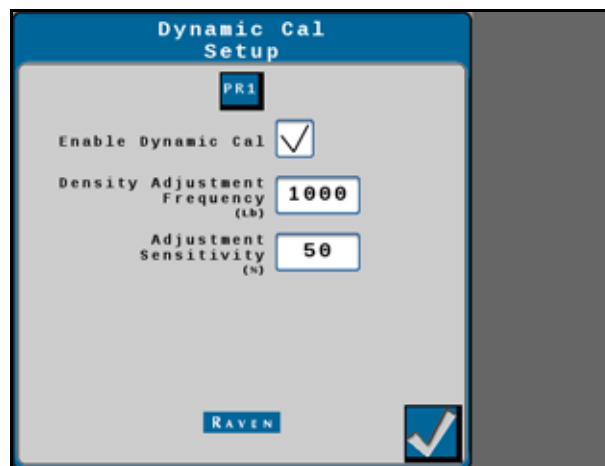 Dynamic Cal
Setup
PR1
Enable Dynamic Cal
Density Adjustment
Frequency
(Lb)
1000
Adjustment
Sensitivity
(%)
50
RAVEN